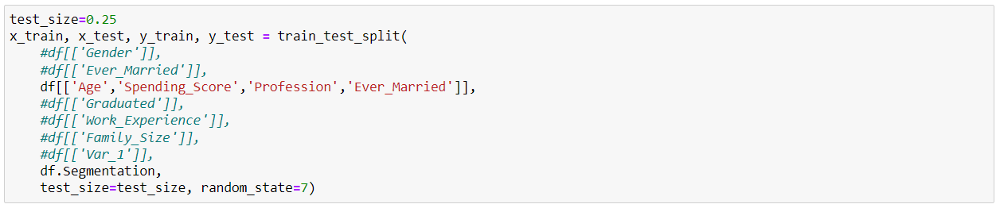 test_size=0.25
x_train, x_test, y_train, y_test = train_test_split(
    #df[['Gender']],
    #df[['Ever_Married']],
    df[['Age','Spending_Score','Profession','Ever_Married']],
    #df[['Graduated']],
    #df[['Work_Experience']],
    #df[['Family_Size']],
    #df[['Var_1']],
    df.Segmentation,
    test_size=test_size, random_state=7)